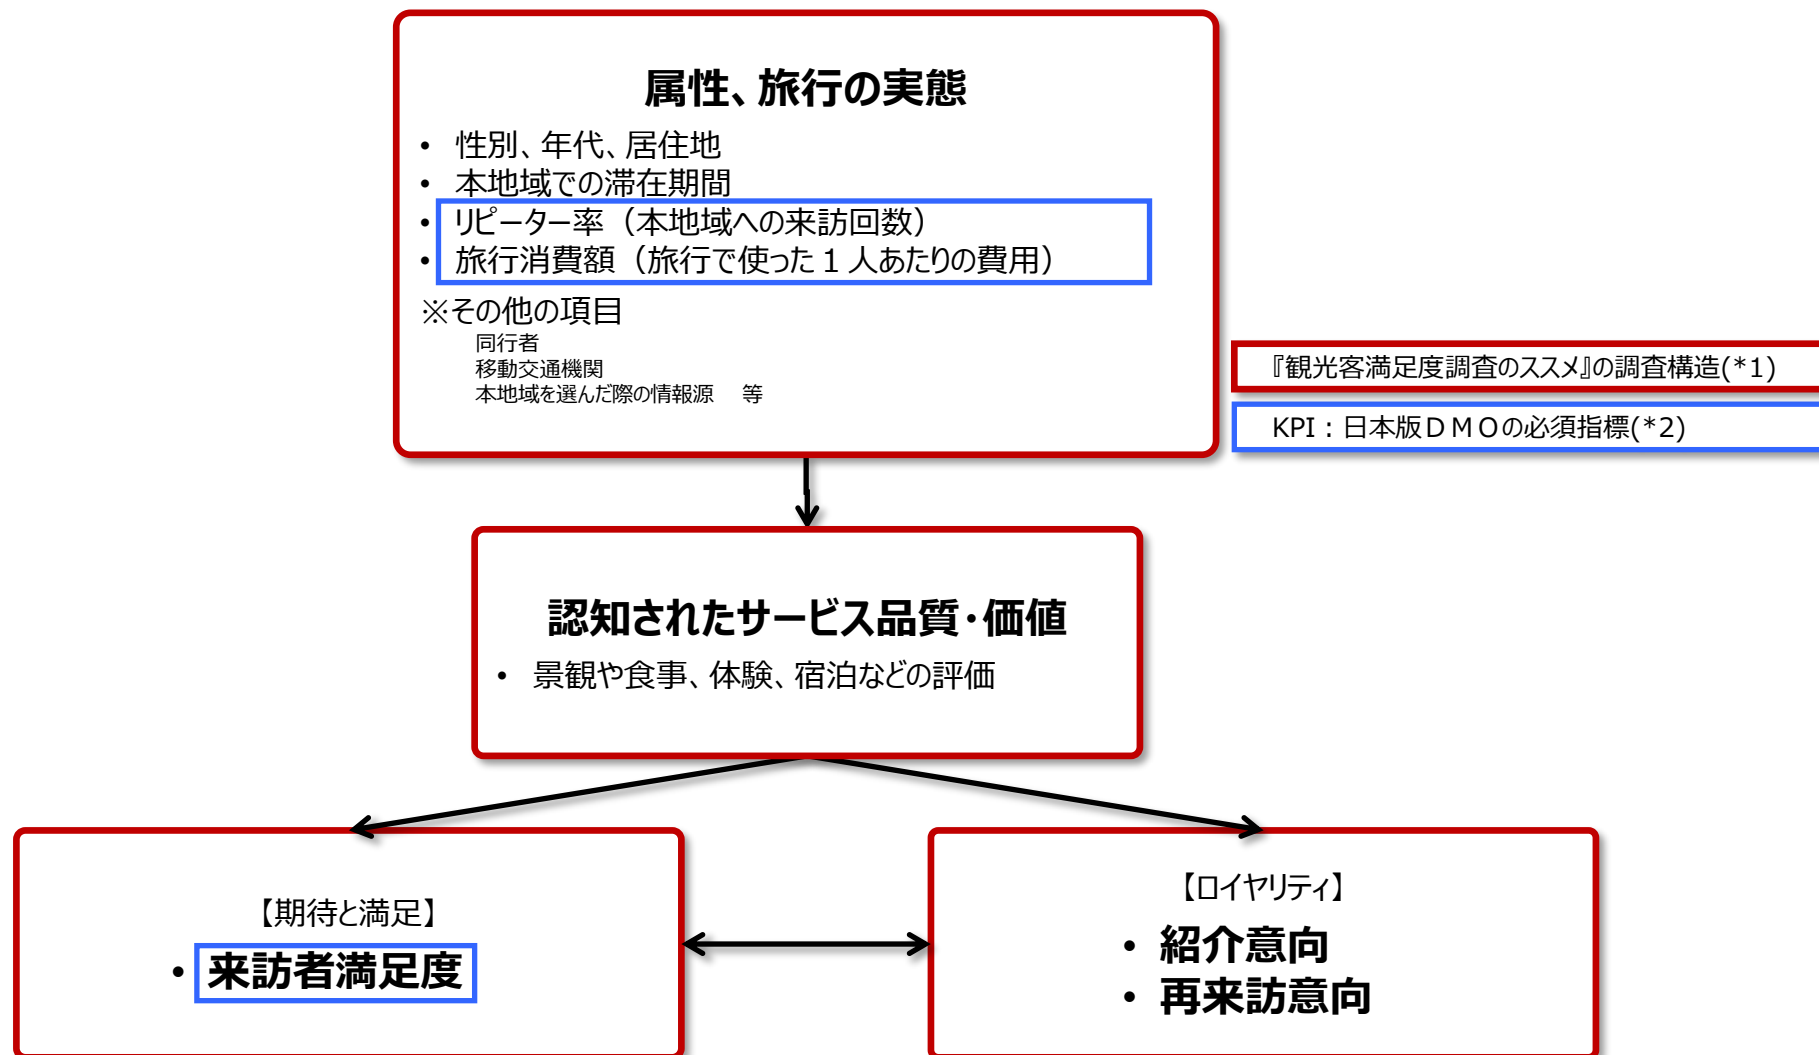 属性、旅行の実態
• 性別、年代、居住地
• 本地域での滞在期間
• リピーター率（本地域への来訪回数）
• 旅行消費額（旅行で使った１人あたりの費用）
※その他の項目
同行者
移動交通機関
本地域を選んだ際の情報源　等
『観光客満足度調査のススメ』の調査構造(*1)
KPI：日本版ＤＭＯの必須指標(*2)
認知されたサービス品質・価値
• 景観や食事、体験、宿泊などの評価
【期待と満足】
• 来訪者満足度
【ロイヤリティ】
• 紹介意向
• 再来訪意向